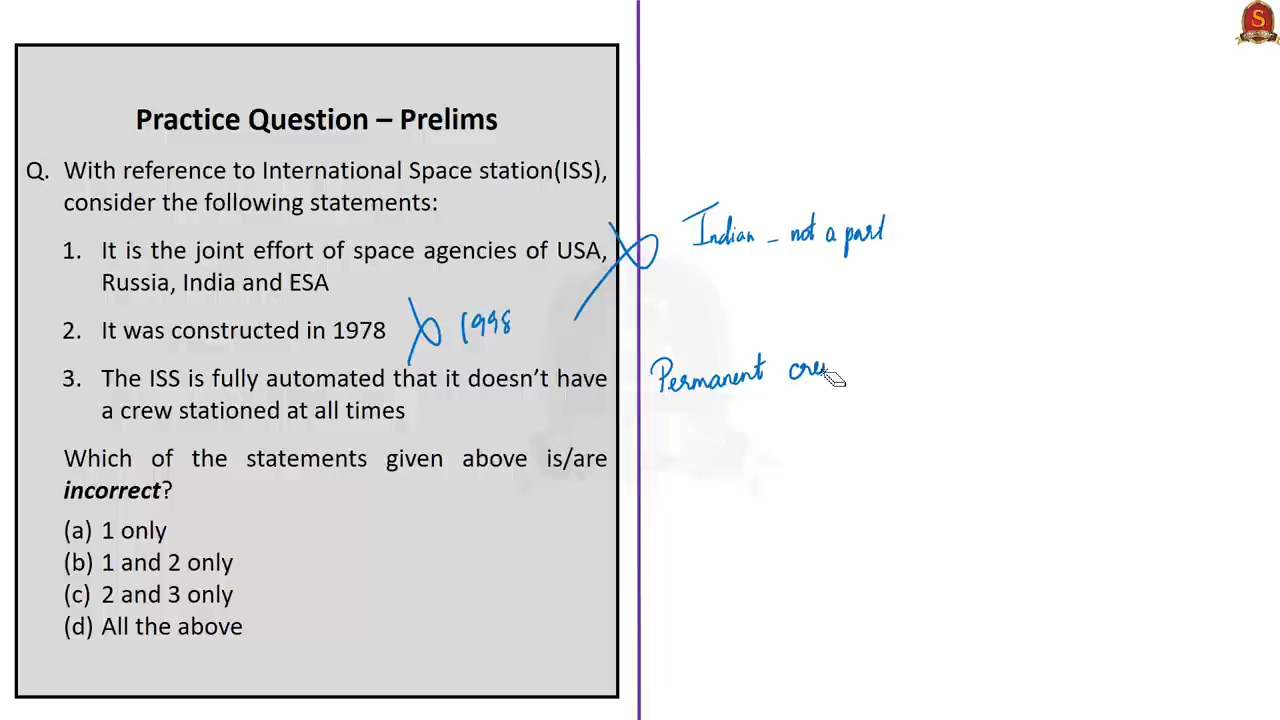 Practice Question – Prelims
Q. With reference to International Space station(ISS),
consider the following statements:
1. It is the joint effort of space agencies of USA,
Russia, India and ESA
Indian - not a part
2. It was constructed in 1978
1998
3. The ISS is fully automated that it doesn't have
a crew stationed at all times
Permanent cre
Which of the statements given above is/are
incorrect?
(a) 1 only
(b) 1 and 2 only
(c) 2 and 3 only
(d) All the above
S